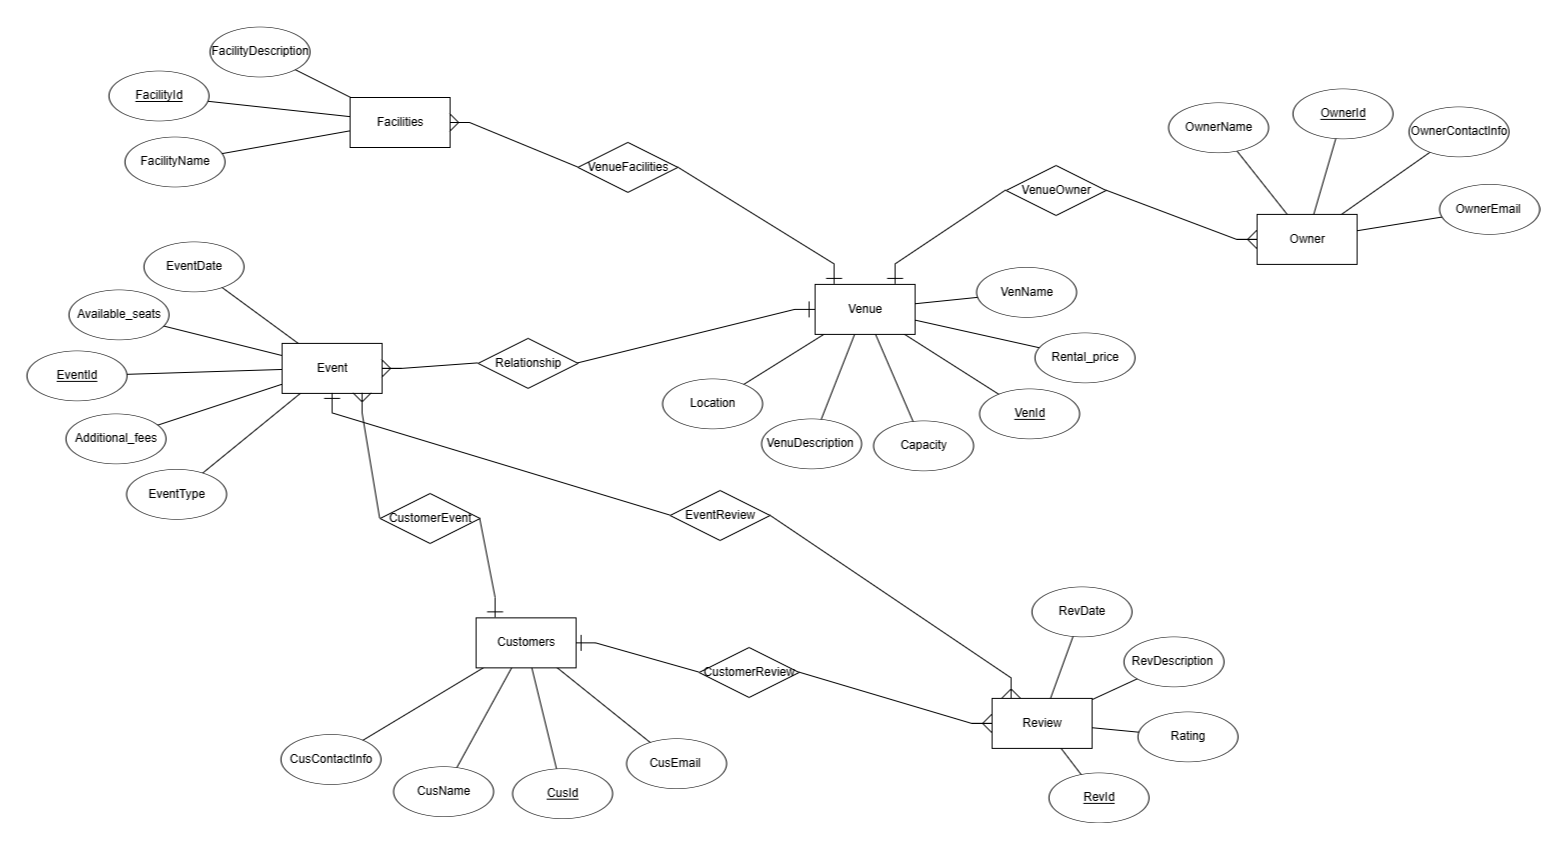 FacilityDescription
FacilityId
Facilities
FacilityName
VenueFacilities
OwnerName
OwnerId
OwnerContactInfo
VenueOwner
OwnerEmail
Owner
EventDate
Available_seats
EventId
Event
Additional_fees
EventType
Relationship
Venue
VenName
Rental_price
Location
VenId
VenuDescription
Capacity
CustomerEvent
EventReview
Customers
CustomerReview
RevDate
RevDescription
Review
Rating
RevId
CusContactInfo
CusName
CusId
CusEmail